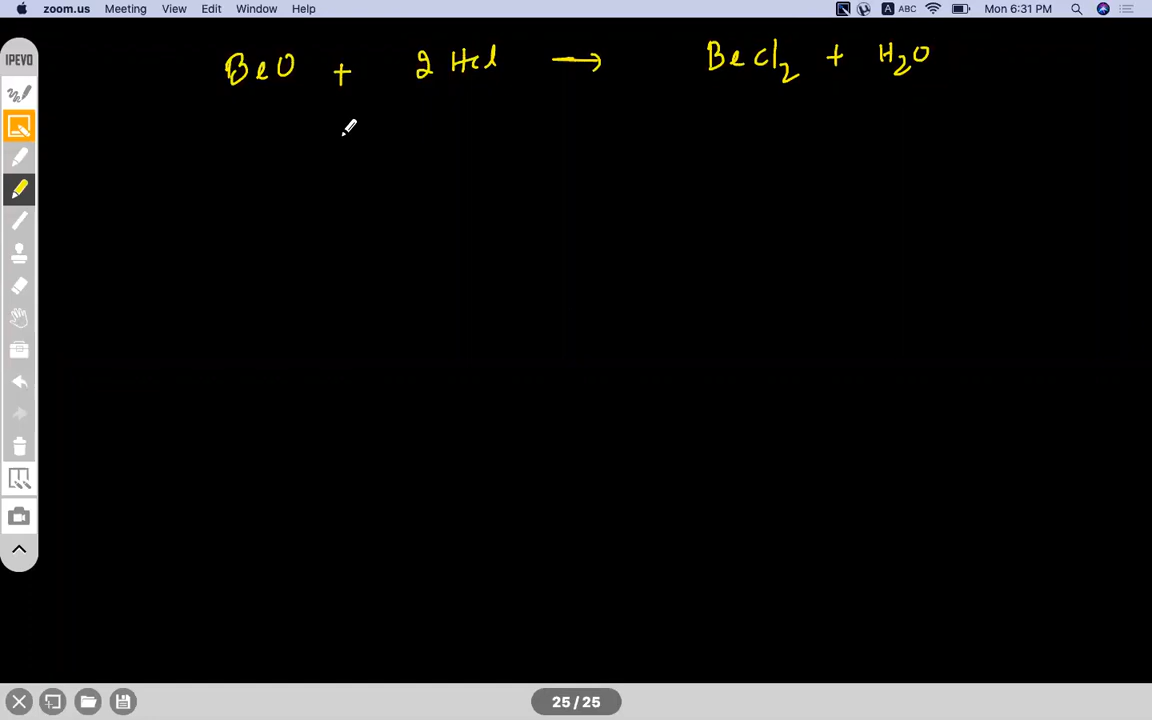 zoom.us Meeting View Edit Window Help A ABC Mon 6:31 PM
IPEVO
BeO + 2 HCl → BeCl₂ + H₂O
25 / 25